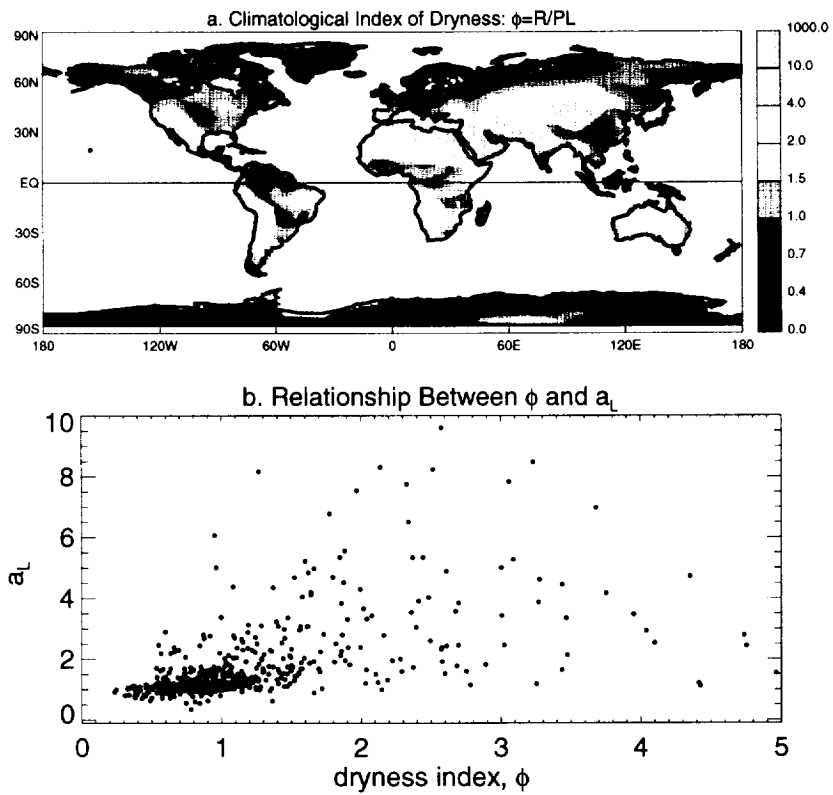 a. Climatological Index of Dryness: ϕ=R/PL
90N
60N
30N
EQ
30S
60S
90S
180
120W
60W
0
60E
120E
180
1000.0
10.0
4.0
2.0
1.5
1.0
0.7
0.4
0.0
b. Relationship Between ϕ and a_L
10
8
6
4
2
0
a_L
0
1
2
3
4
5
dryness index, ϕ